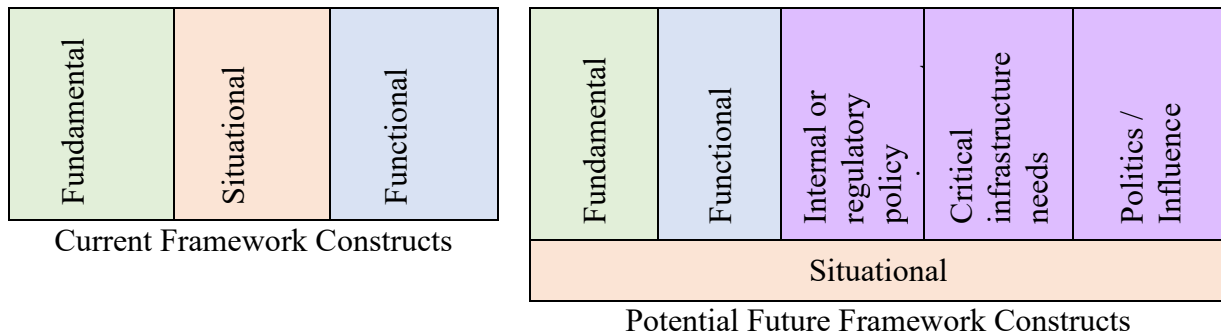 Fundamental
Situational
Functional
Current Framework Constructs
Fundamental
Functional
Internal or
regulatory
policy
Critical
infrastructure
needs
Politics /
Influence
Situational
Potential Future Framework Constructs